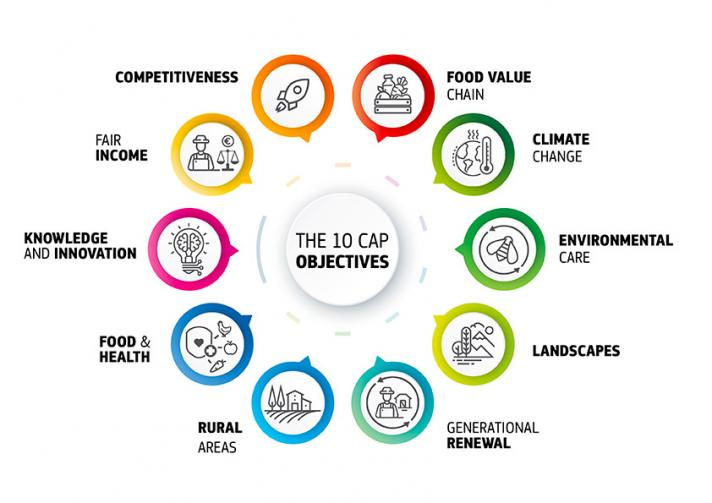 THE 10 CAP
OBJECTIVES
COMPETITIVENESS
FOOD VALUE
CHAIN
FAIR
INCOME
CLIMATE
CHANGE
KNOWLEDGE
AND INNOVATION
ENVIRONMENTAL
CARE
FOOD &
HEALTH
LANDSCAPES
RURAL
AREAS
GENERATIONAL
RENEWAL
€